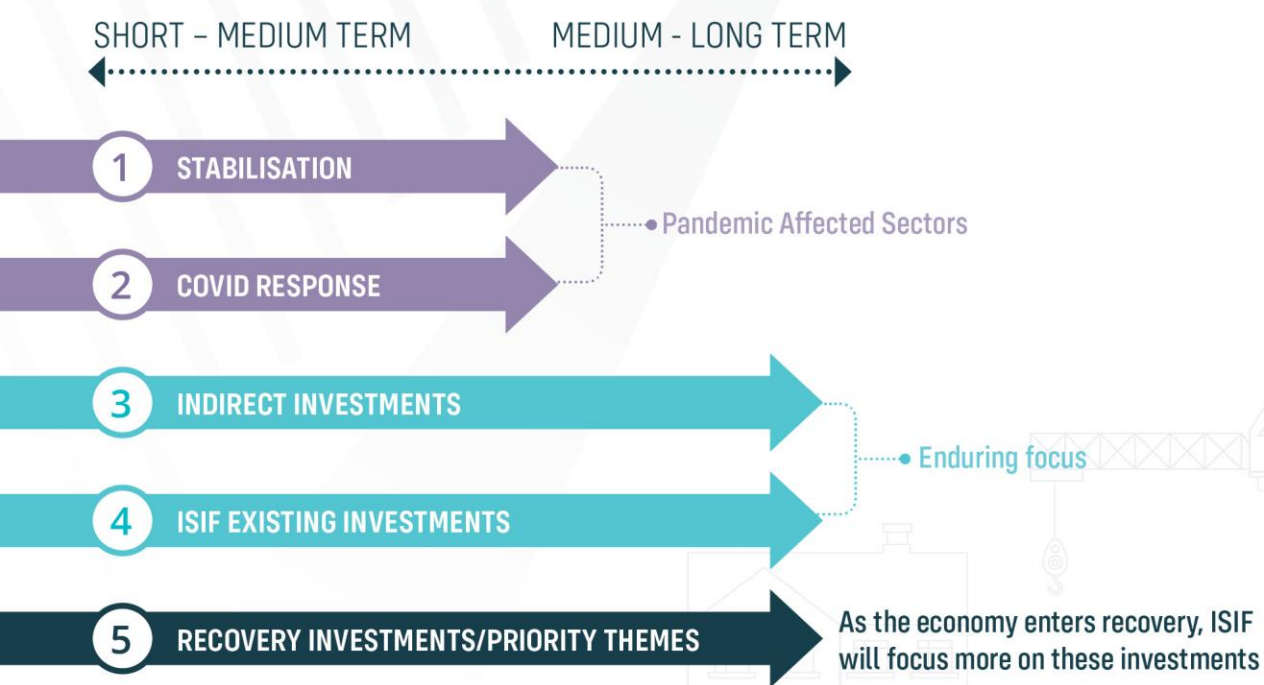 SHORT – MEDIUM TERM
MEDIUM - LONG TERM
1 STABILISATION
Pandemic Affected Sectors
2 COVID RESPONSE
3 INDIRECT INVESTMENTS
Enduring focus
4 ISIF EXISTING INVESTMENTS
5 RECOVERY INVESTMENTS/PRIORITY THEMES
As the economy enters recovery, ISIF
will focus more on these investments